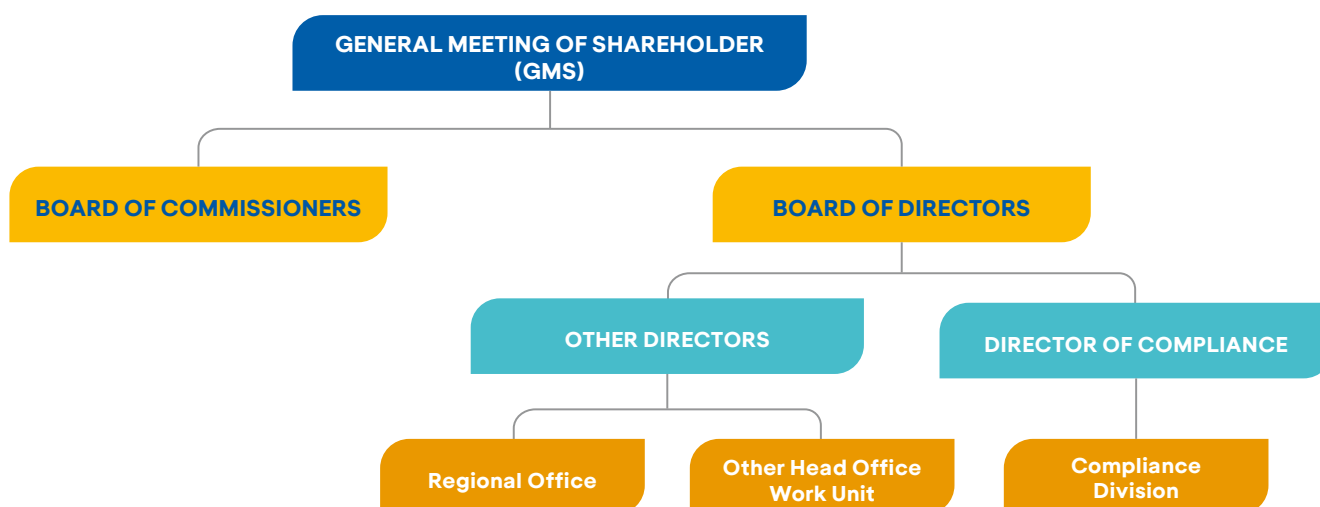 GENERAL MEETING OF SHAREHOLDER
(GMS)
BOARD OF COMMISSIONERS
BOARD OF DIRECTORS
OTHER DIRECTORS
DIRECTOR OF COMPLIANCE
Regional Office
Other Head Office
Work Unit
Compliance
Division